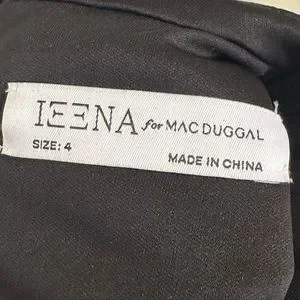 IEENA for MAC DUGGAL
SIZE: 4
MADE IN CHINA